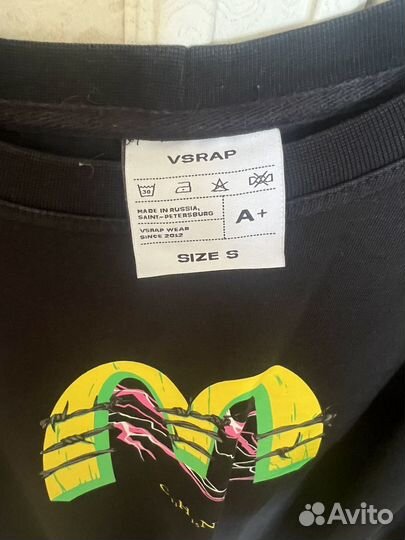 VSRAP
30
MADE IN RUSSIA,
SAINT-PETERSBURG
A+
VSRAP WEAR
SINCE 2012
SIZE S
Avito